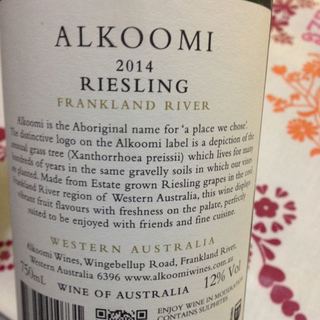 ALKOOMI
2014
RIESLING
FRANKLAND RIVER
Alkoomi is the Aboriginal name for 'a place we chose'.
The distinctive logo on the Alkoomi label is a depiction of the
unusual grass tree (Xanthorrhoea preissii) which lives for many
hundreds of years in the same gravelly soils in which our vines
are planted. Made from Estate grown Riesling grapes in the cool
Frankland River region of Western Australia, this wine displays
vibrant fruit flavours with freshness on the palate, perfectly
suited to be enjoyed with friends and fine cuisine.
WESTERN AUSTRALIA
Alkoomi Wines, Wingebellup Road, Frankland River,
Western Australia 6396 www.alkoomiwines.com.au
750mL
12% Vol
WINE OF AUSTRALIA
ENJOY WINE IN MODERATION
CONTAINS SULPHITES